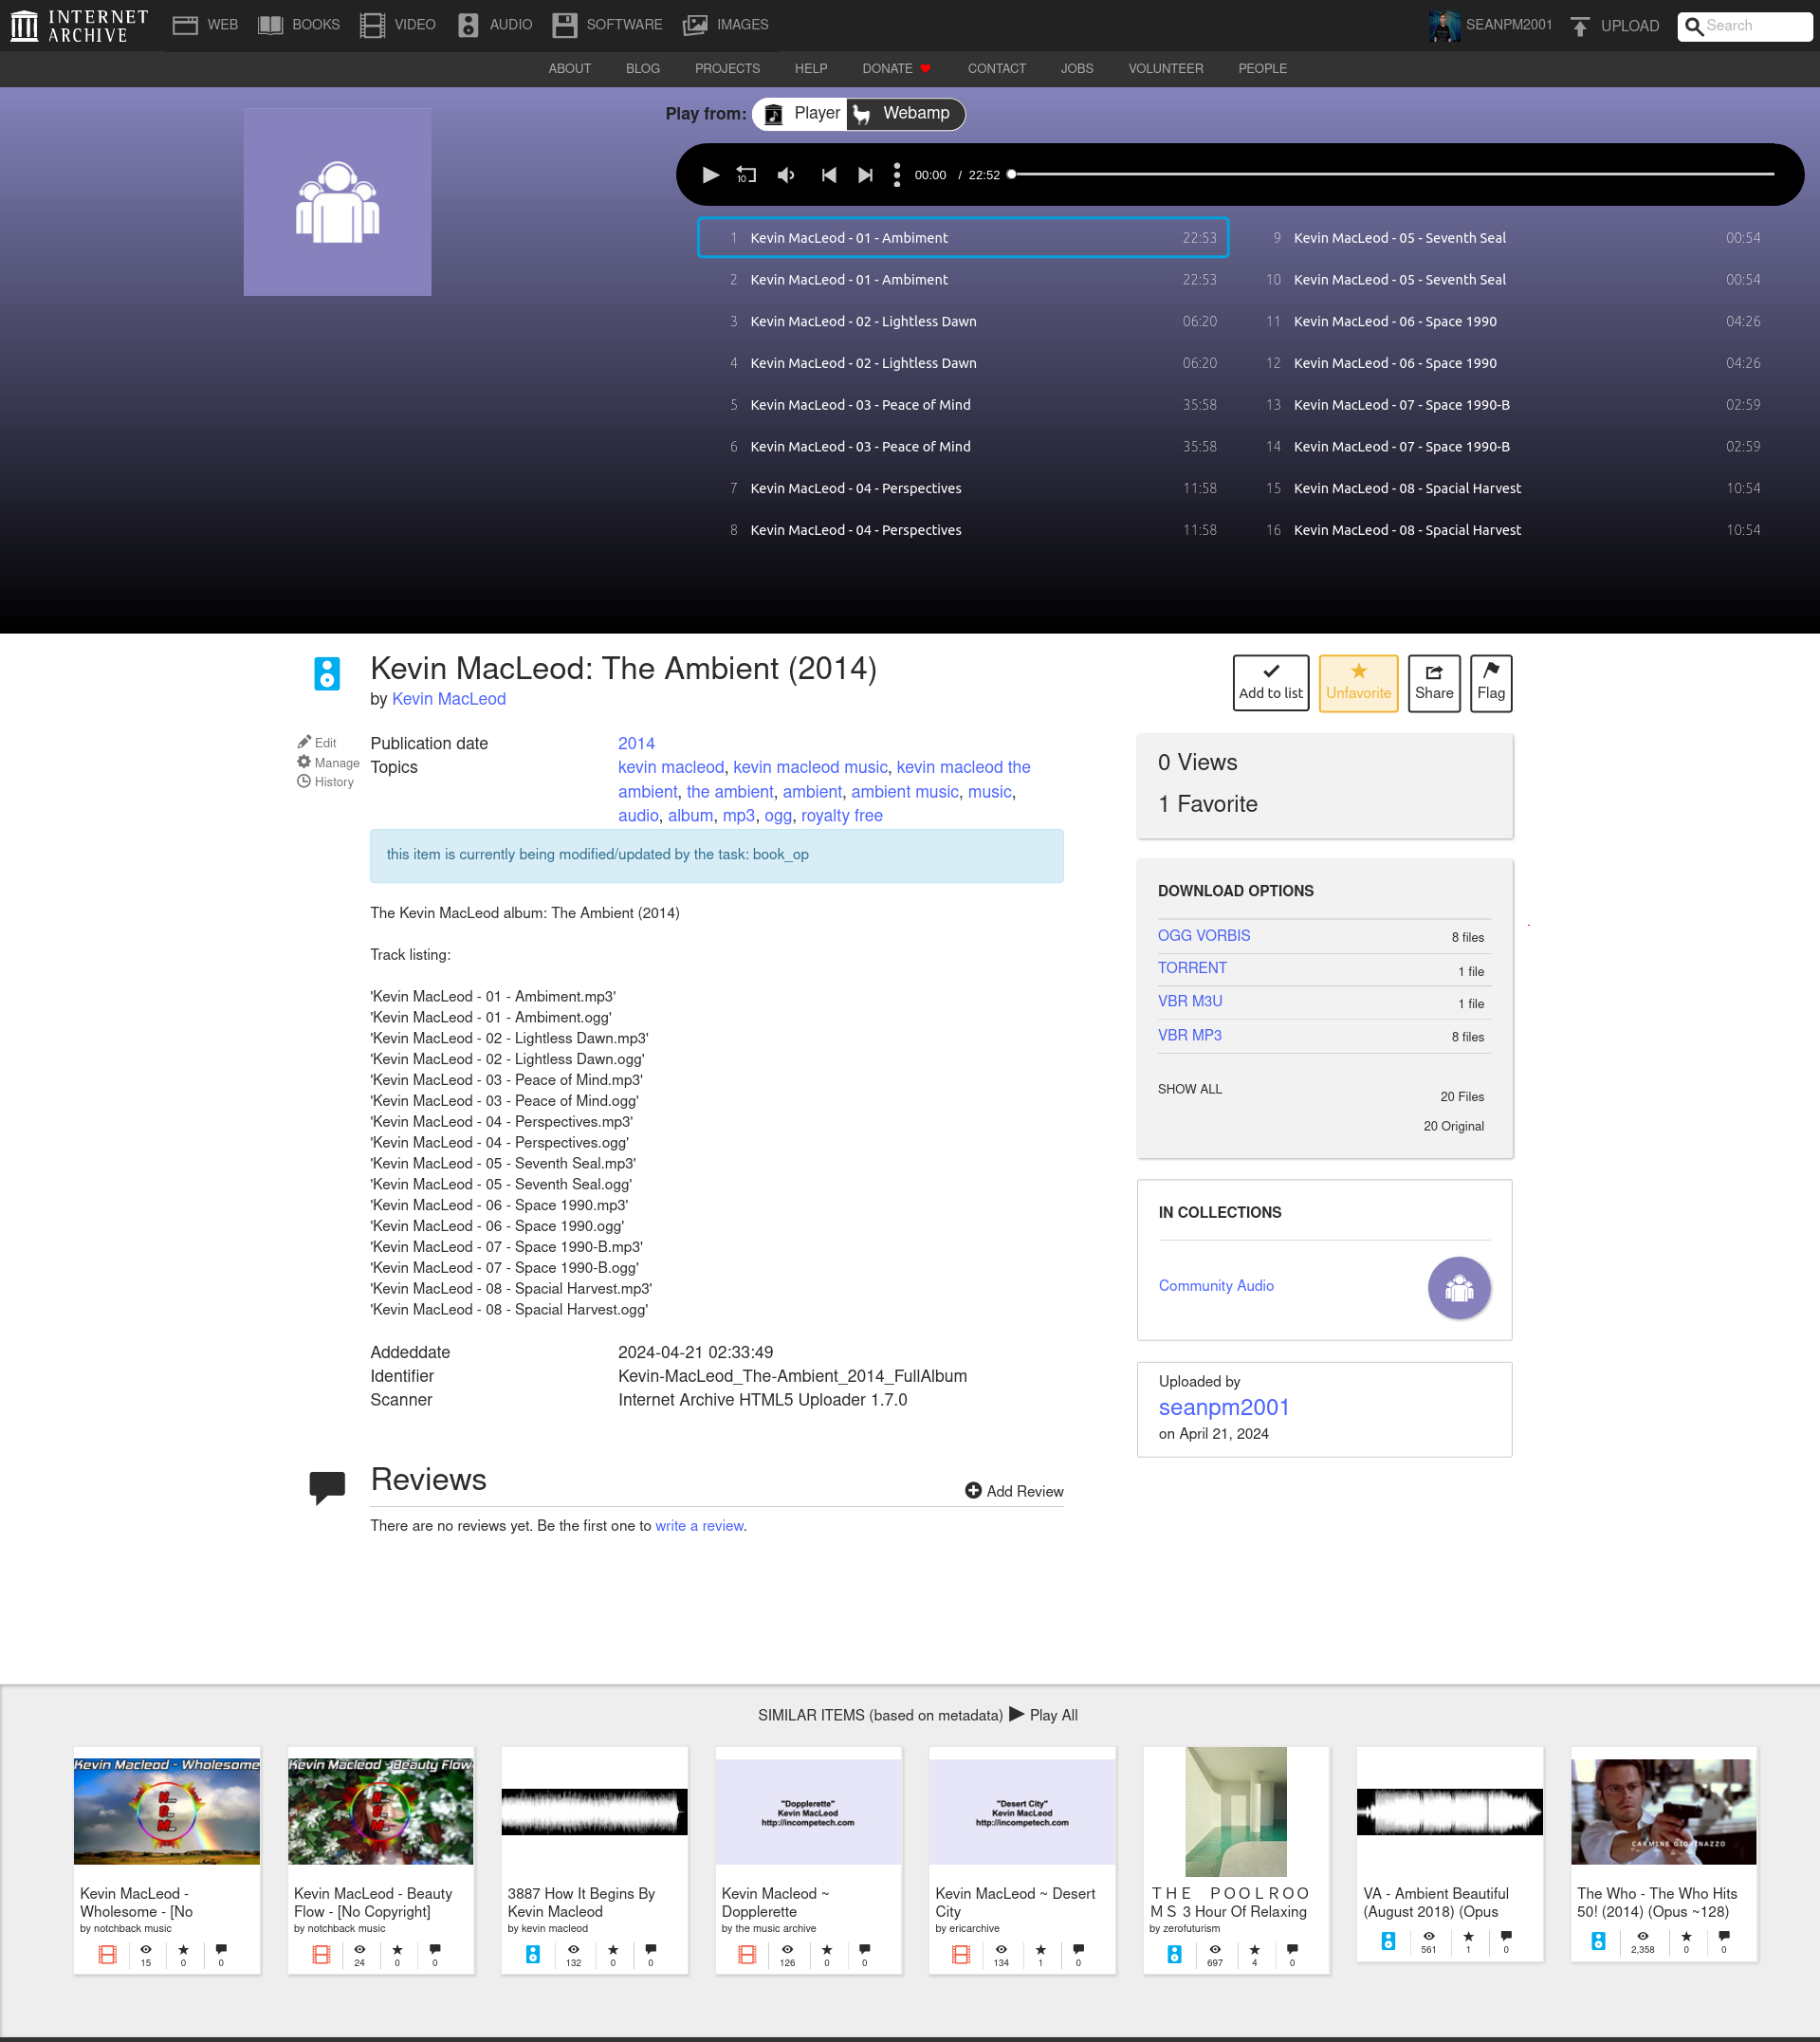 INTERNET ARCHIVE
WEB BOOKS VIDEO AUDIO SOFTWARE IMAGES
SEANPM2001 UPLOAD Search
ABOUT BLOG PROJECTS HELP DONATE CONTACT JOBS VOLUNTEER PEOPLE
Play from: Player Webamp
10 00:00 / 22:52
1 Kevin MacLeod - 01 - Ambiment 22:53
2 Kevin MacLeod - 01 - Ambiment 22:53
3 Kevin MacLeod - 02 - Lightless Dawn 06:20
4 Kevin MacLeod - 02 - Lightless Dawn 06:20
5 Kevin MacLeod - 03 - Peace of Mind 35:58
6 Kevin MacLeod - 03 - Peace of Mind 35:58
7 Kevin MacLeod - 04 - Perspectives 11:58
8 Kevin MacLeod - 04 - Perspectives 11:58
9 Kevin MacLeod - 05 - Seventh Seal 00:54
10 Kevin MacLeod - 05 - Seventh Seal 00:54
11 Kevin MacLeod - 06 - Space 1990 04:26
12 Kevin MacLeod - 06 - Space 1990 04:26
13 Kevin MacLeod - 07 - Space 1990-B 02:59
14 Kevin MacLeod - 07 - Space 1990-B 02:59
15 Kevin MacLeod - 08 - Spacial Harvest 10:54
16 Kevin MacLeod - 08 - Spacial Harvest 10:54
Kevin MacLeod: The Ambient (2014)
by Kevin MacLeod
Add to list Unfavorite Share Flag
Edit
Manage
History
Publication date 2014
Topics kevin macleod, kevin macleod music, kevin macleod the
ambient, the ambient, ambient, ambient music, music,
audio, album, mp3, ogg, royalty free
this item is currently being modified/updated by the task: book_op
The Kevin MacLeod album: The Ambient (2014)
Track listing:
'Kevin MacLeod - 01 - Ambiment.mp3'
'Kevin MacLeod - 01 - Ambiment.ogg'
'Kevin MacLeod - 02 - Lightless Dawn.mp3'
'Kevin MacLeod - 02 - Lightless Dawn.ogg'
'Kevin MacLeod - 03 - Peace of Mind.mp3'
'Kevin MacLeod - 03 - Peace of Mind.ogg'
'Kevin MacLeod - 04 - Perspectives.mp3'
'Kevin MacLeod - 04 - Perspectives.ogg'
'Kevin MacLeod - 05 - Seventh Seal.mp3'
'Kevin MacLeod - 05 - Seventh Seal.ogg'
'Kevin MacLeod - 06 - Space 1990.mp3'
'Kevin MacLeod - 06 - Space 1990.ogg'
'Kevin MacLeod - 07 - Space 1990-B.mp3'
'Kevin MacLeod - 07 - Space 1990-B.ogg'
'Kevin MacLeod - 08 - Spacial Harvest.mp3'
'Kevin MacLeod - 08 - Spacial Harvest.ogg'
Addeddate 2024-04-21 02:33:49
Identifier Kevin-MacLeod_The-Ambient_2014_FullAlbum
Scanner Internet Archive HTML5 Uploader 1.7.0
Reviews
Add Review
There are no reviews yet. Be the first one to write a review.
0 Views
1 Favorite
DOWNLOAD OPTIONS
OGG VORBIS 8 files
TORRENT 1 file
VBR M3U 1 file
VBR MP3 8 files
SHOW ALL 20 Files
20 Original
IN COLLECTIONS
Community Audio
Uploaded by
seanpm2001
on April 21, 2024
SIMILAR ITEMS (based on metadata) Play All
Kevin Macleod - Wholesome
Kevin MacLeod -
Wholesome - [No
by notchback music
15 0 0
Kevin Macleod - Beauty Flow
Kevin MacLeod - Beauty
Flow - [No Copyright]
by notchback music
24 0 0
3887 How It Begins By
Kevin Macleod
by kevin macleod
132 0 0
"Dopplerette"
Kevin MacLeod
http://incompetech.com
Kevin Macleod ~
Dopplerette
by the music archive
126 0 0
"Desert City"
Kevin MacLeod
http://incompetech.com
Kevin MacLeod ~ Desert
City
by ericarchive
134 1 0
ＴＨＥ　ＰＯＯＬＲＯＯ
ＭＳ 3 Hour Of Relaxing
by zerofuturism
697 4 0
VA - Ambient Beautiful
(August 2018) (Opus
561 1 0
CARMINE GIOVINAZZO
The Who - The Who Hits
50! (2014) (Opus ~128)
2,358 0 0